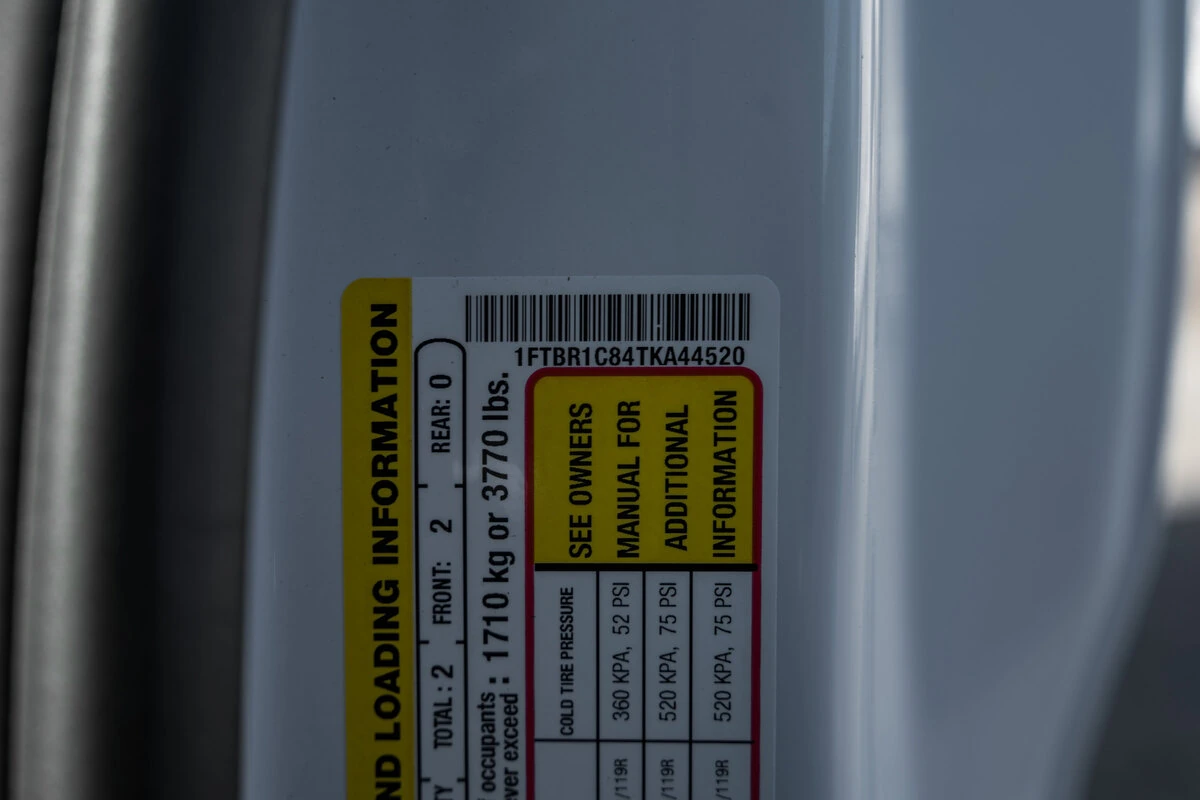 1FTBR1C84TKA44520
ND LOADING INFORMATION
TOTAL : 2 FRONT: 2 REAR: 0
occupants
ever exceed : 1710 kg or 3770 lbs.
COLD TIRE PRESSURE
SEE OWNERS
MANUAL FOR
ADDITIONAL
INFORMATION
/119R 360 KPA, 52 PSI
/119R 520 KPA, 75 PSI
/119R 520 KPA, 75 PSI